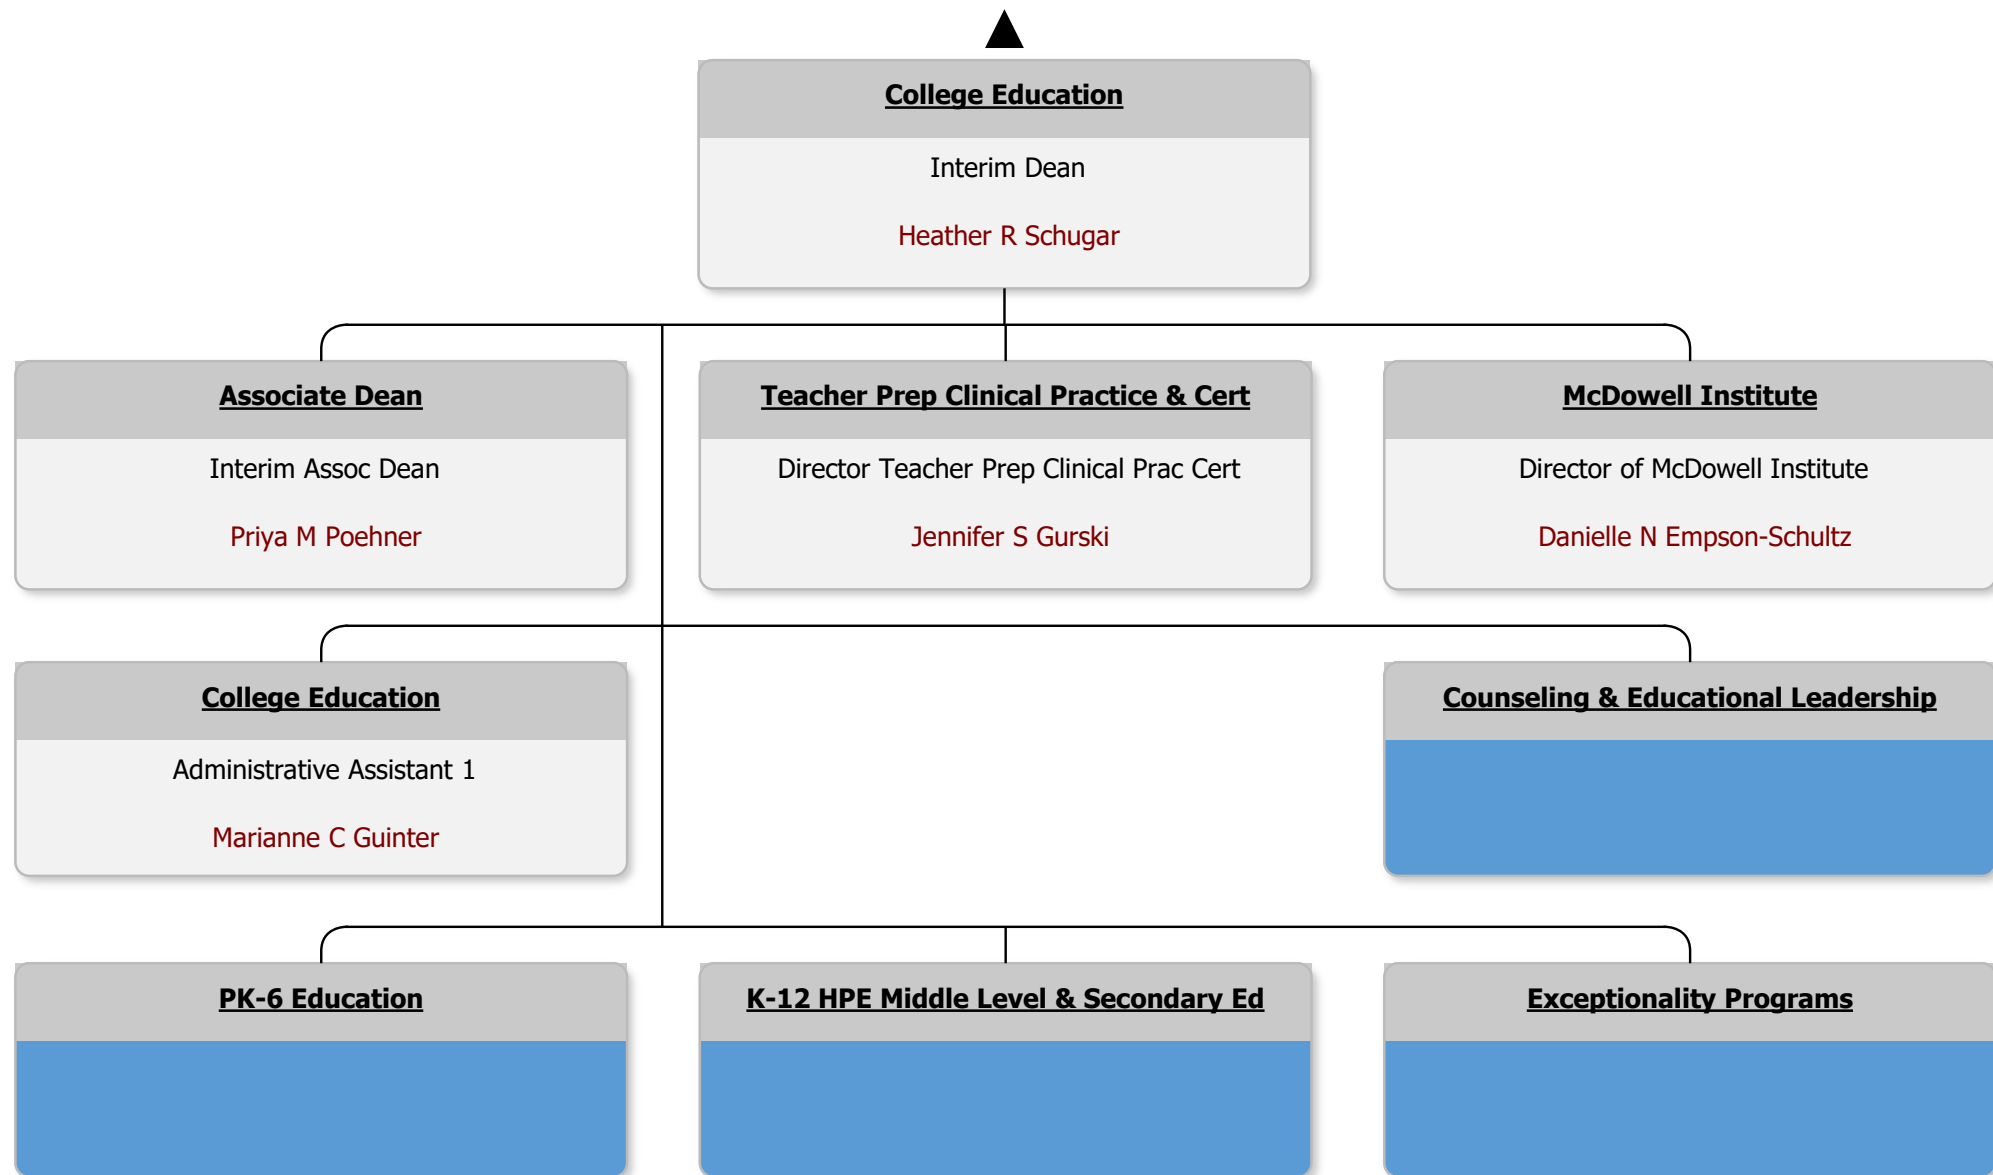 College Education
Interim Dean
Heather R Schugar
Associate Dean
Interim Assoc Dean
Priya M Poehner
Teacher Prep Clinical Practice & Cert
Director Teacher Prep Clinical Prac Cert
Jennifer S Gurski
McDowell Institute
Director of McDowell Institute
Danielle N Empson-Schultz
College Education
Administrative Assistant 1
Marianne C Guinter
Counseling & Educational Leadership
PK-6 Education
K-12 HPE Middle Level & Secondary Ed
Exceptionality Programs